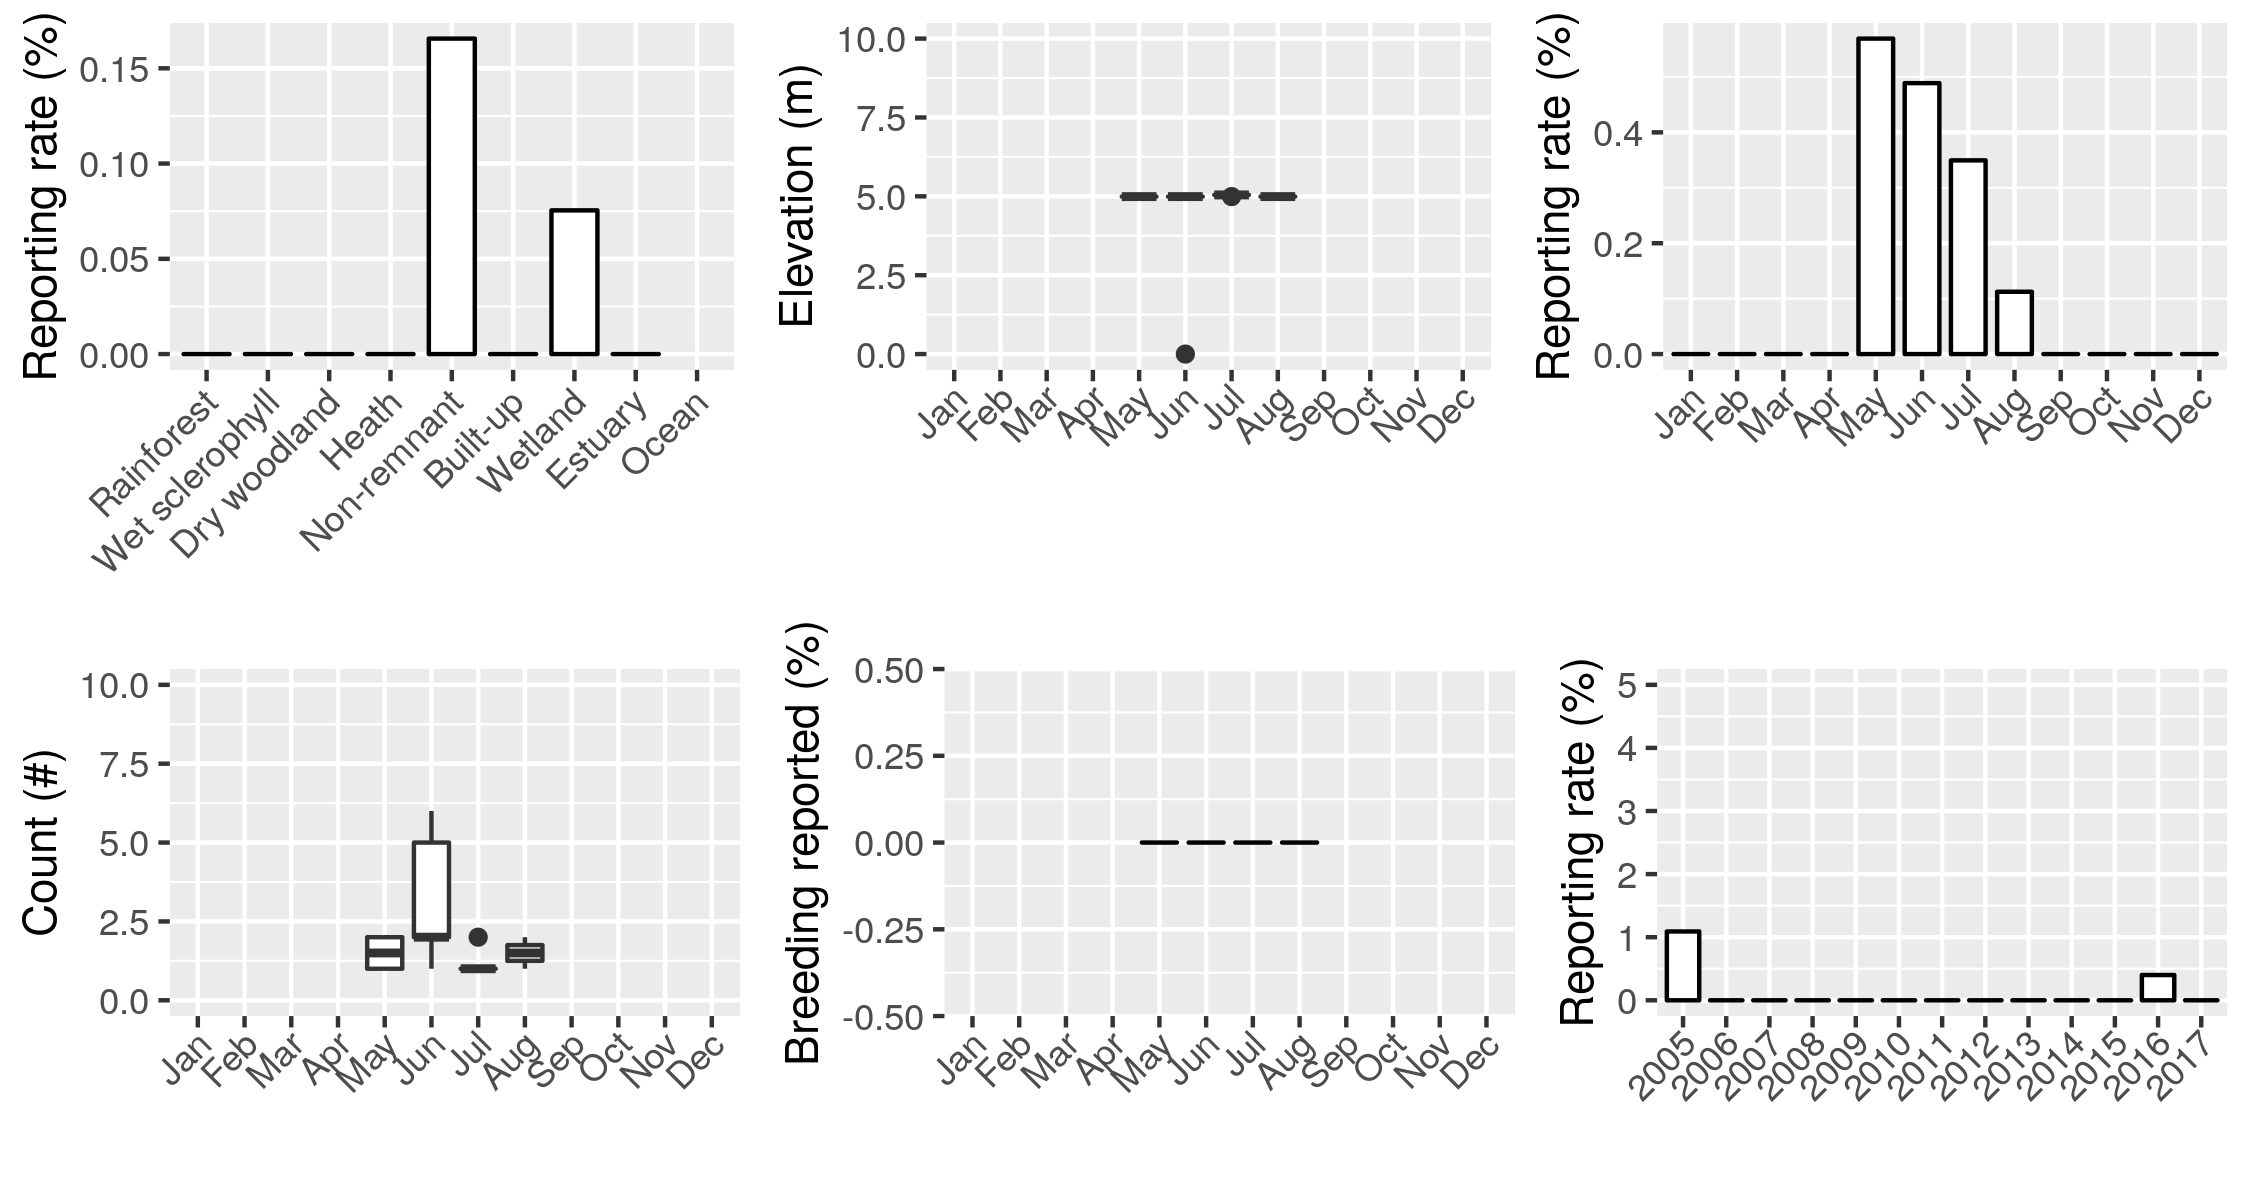 Reporting rate (%)
0.15
0.10
0.05
0.00
Rainforest
Wet sclerophyll
Dry woodland
Heath
Non-remnant
Built-up
Wetland
Estuary
Ocean
Elevation (m)
10.0
7.5
5.0
2.5
0.0
Jan
Feb
Mar
Apr
May
Jun
Jul
Aug
Sep
Oct
Nov
Dec
Reporting rate (%)
0.4
0.2
0.0
Jan
Feb
Mar
Apr
May
Jun
Jul
Aug
Sep
Oct
Nov
Dec
Count (#)
10.0
7.5
5.0
2.5
0.0
Jan
Feb
Mar
Apr
May
Jun
Jul
Aug
Sep
Oct
Nov
Dec
Breeding reported (%)
0.50
0.25
0.00
-0.25
-0.50
Jan
Feb
Mar
Apr
May
Jun
Jul
Aug
Sep
Oct
Nov
Dec
Reporting rate (%)
5
4
3
2
1
0
2005
2006
2007
2008
2009
2010
2011
2012
2013
2014
2015
2016
2017